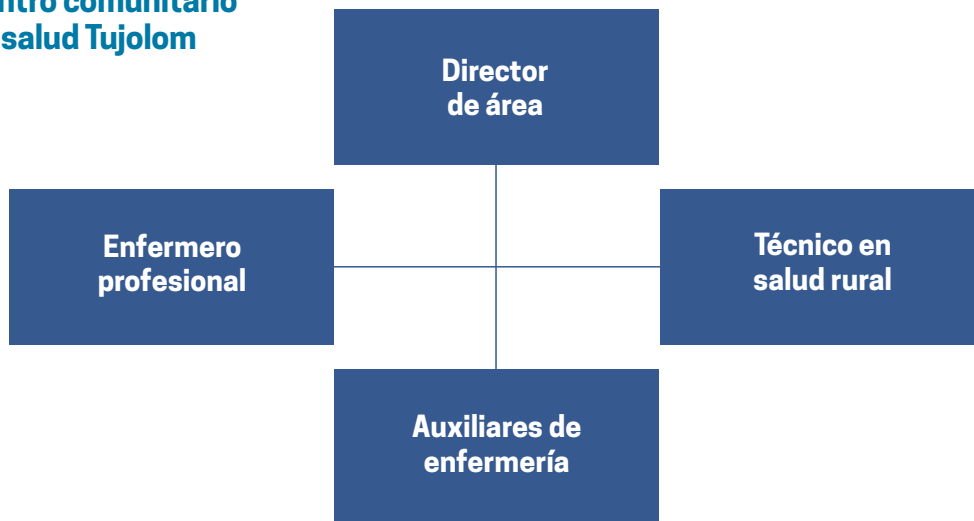 ntro comunitario
salud Tujolom
Director
de área
Enfermero
profesional
Técnico en
salud rural
Auxiliares de
enfermería